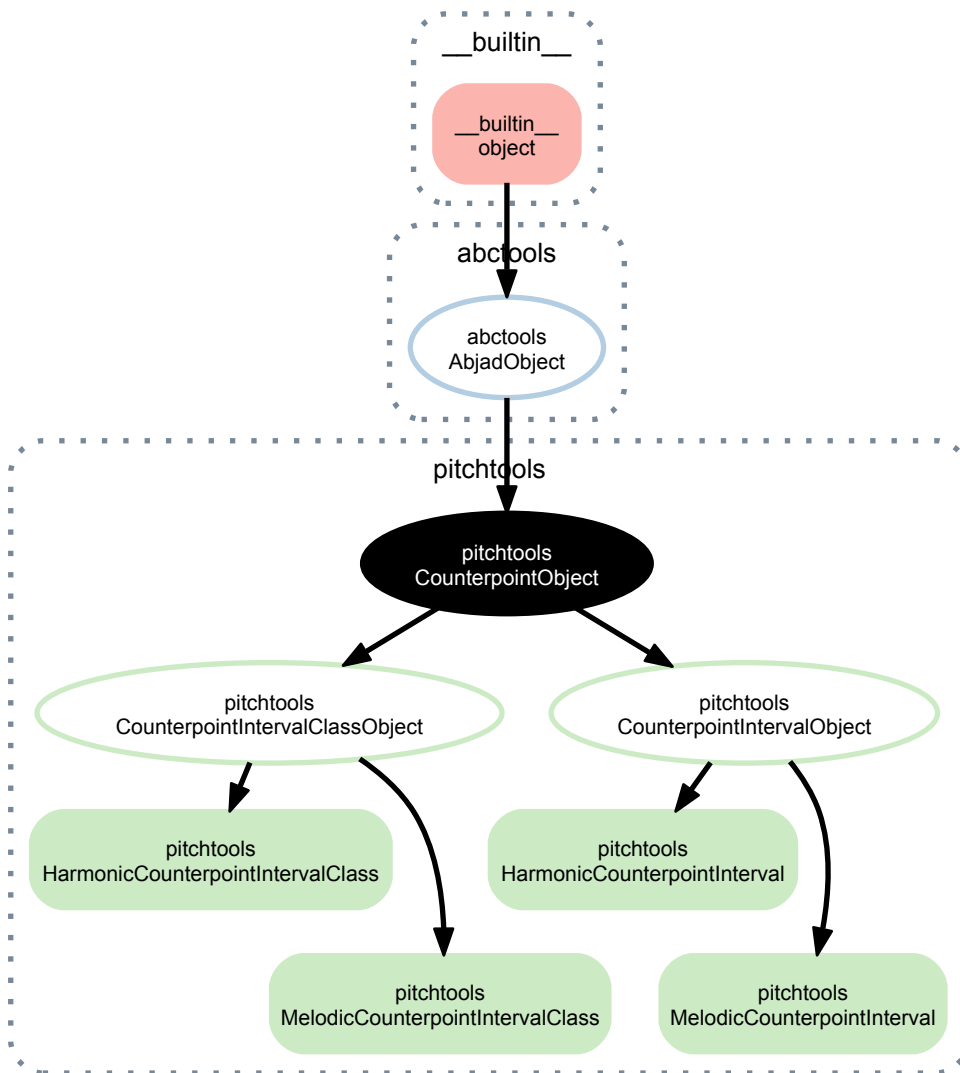 __builtin__
__builtin__
object
abctools
abctools
AbjadObject
pitchtools
pitchtools
CounterpointObject
pitchtools
CounterpointIntervalClassObject
pitchtools
CounterpointIntervalObject
pitchtools
HarmonicCounterpointIntervalClass
pitchtools
HarmonicCounterpointInterval
pitchtools
MelodicCounterpointIntervalClass
pitchtools
MelodicCounterpointInterval